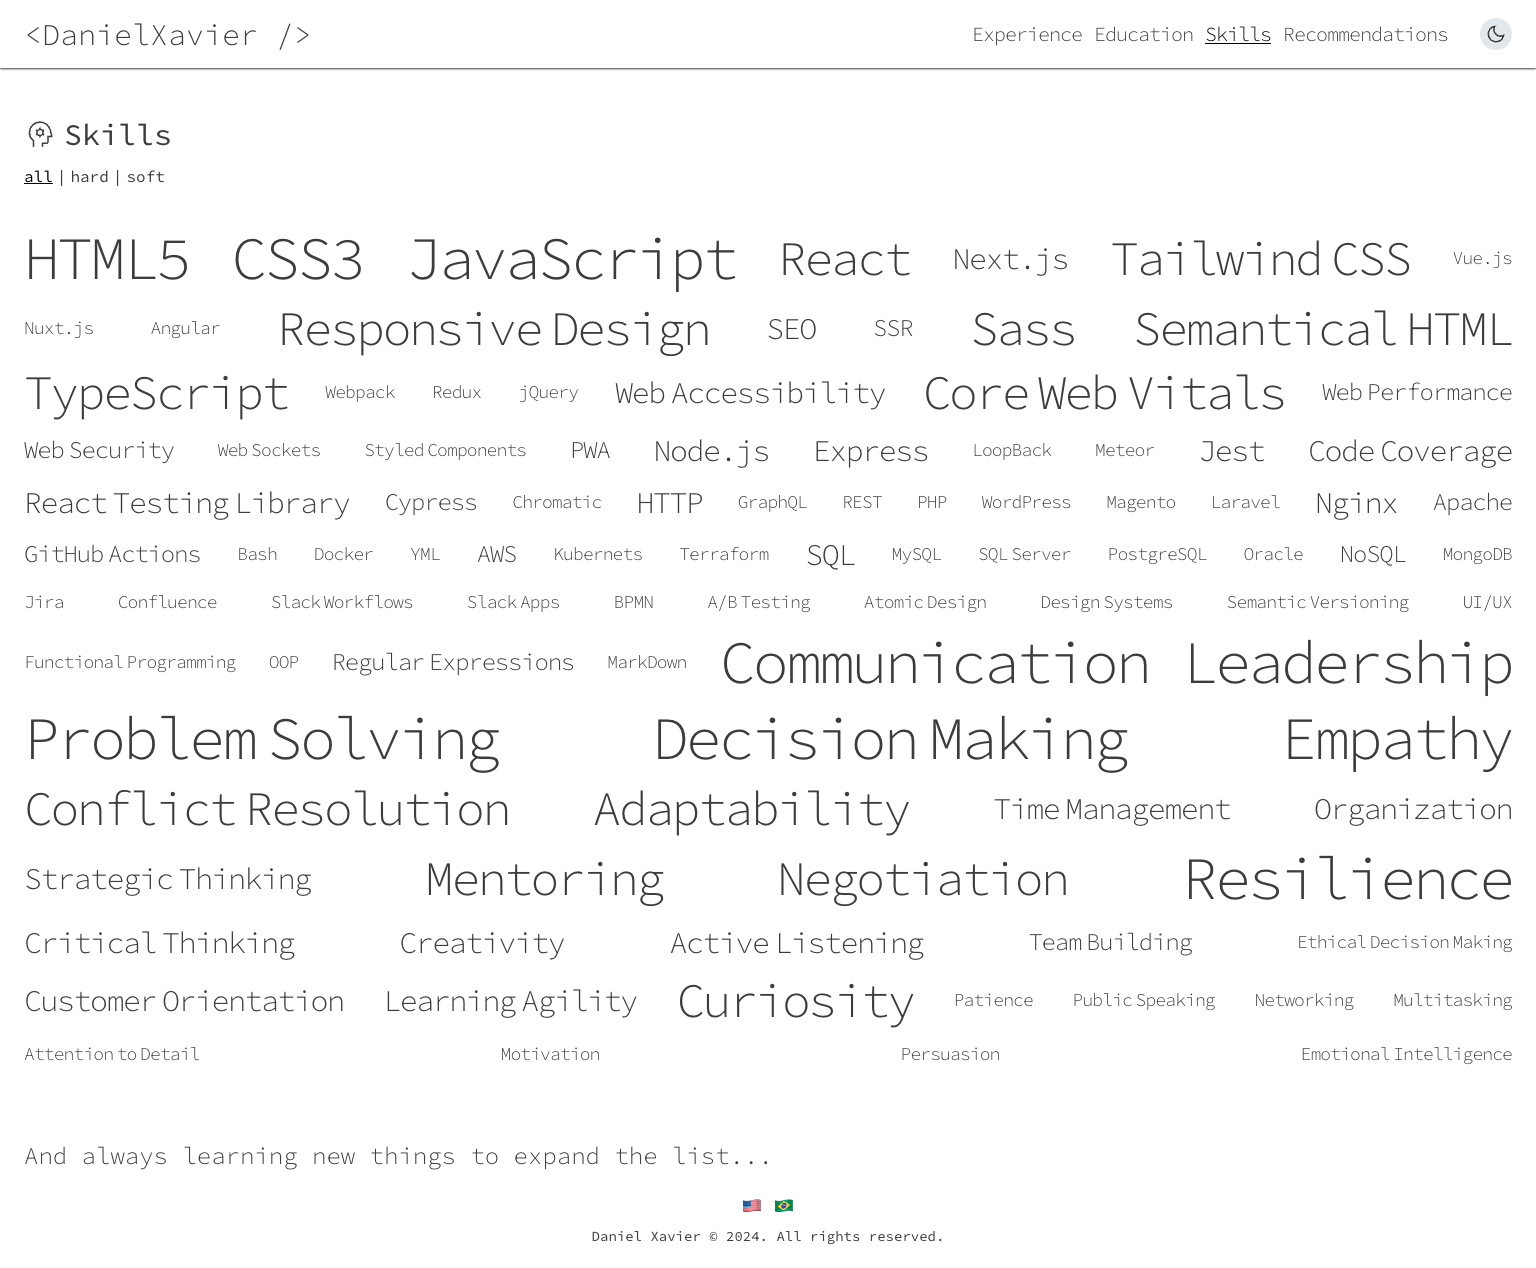 <DanielXavier />
Experience Education Skills Recommendations
Skills
all | hard | soft
HTML5 CSS3 JavaScript React Next.js Tailwind CSS Vue.js
Nuxt.js Angular Responsive Design SEO SSR Sass Semantical HTML
TypeScript Webpack Redux jQuery Web Accessibility Core Web Vitals Web Performance
Web Security Web Sockets Styled Components PWA Node.js Express LoopBack Meteor Jest Code Coverage
React Testing Library Cypress Chromatic HTTP GraphQL REST PHP WordPress Magento Laravel Nginx Apache
GitHub Actions Bash Docker YML AWS Kubernets Terraform SQL MySQL SQL Server PostgreSQL Oracle NoSQL MongoDB
Jira Confluence Slack Workflows Slack Apps BPMN A/B Testing Atomic Design Design Systems Semantic Versioning UI/UX
Functional Programming OOP Regular Expressions MarkDown Communication Leadership
Problem Solving Decision Making Empathy
Conflict Resolution Adaptability Time Management Organization
Strategic Thinking Mentoring Negotiation Resilience
Critical Thinking Creativity Active Listening Team Building Ethical Decision Making
Customer Orientation Learning Agility Curiosity Patience Public Speaking Networking Multitasking
Attention to Detail Motivation Persuasion Emotional Intelligence
And always learning new things to expand the list...
Daniel Xavier © 2024. All rights reserved.